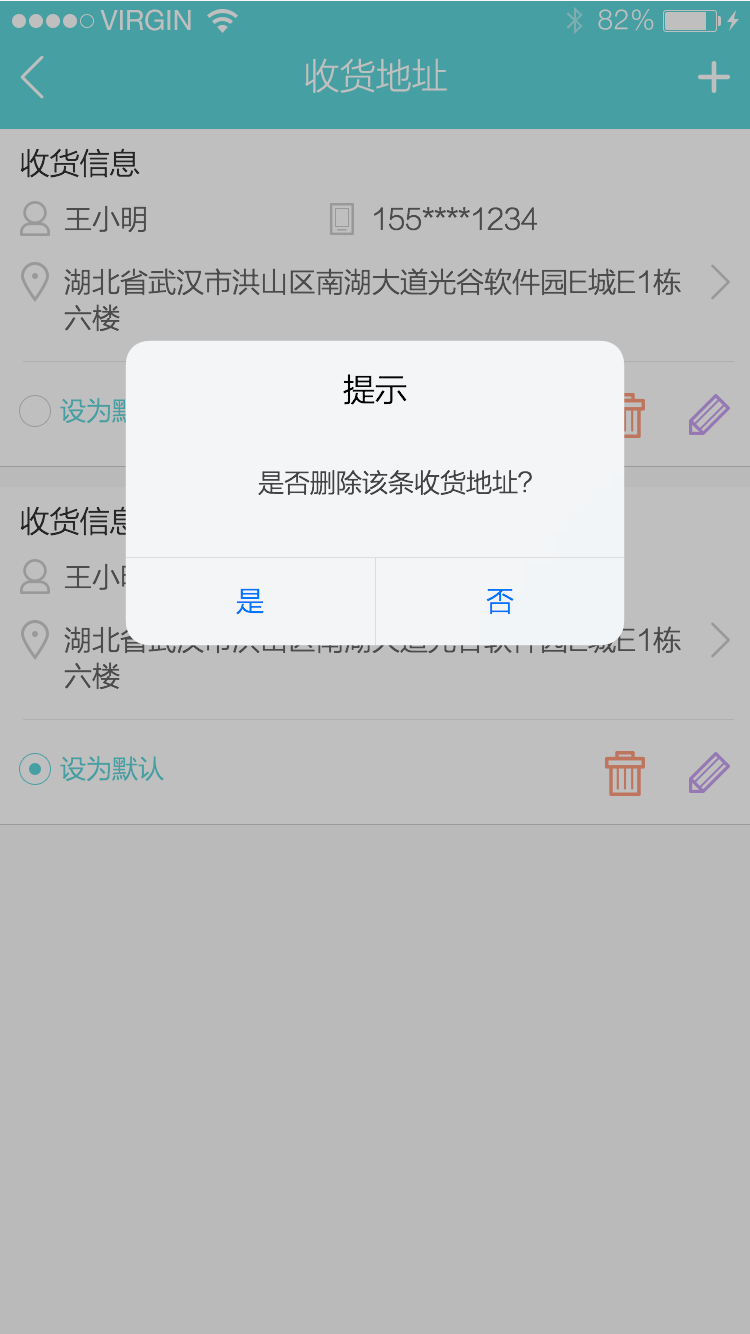 VIRGIN 82%
收货地址
收货信息
王小明 155****1234
湖北省武汉市洪山区南湖大道光谷软件园E城E1栋
六楼
设为
提示
是否删除该条收货地址?
是 否
收货信息
王小
湖北省武汉市洪山区南湖大道光谷软件园E城E1栋
六楼
设为默认